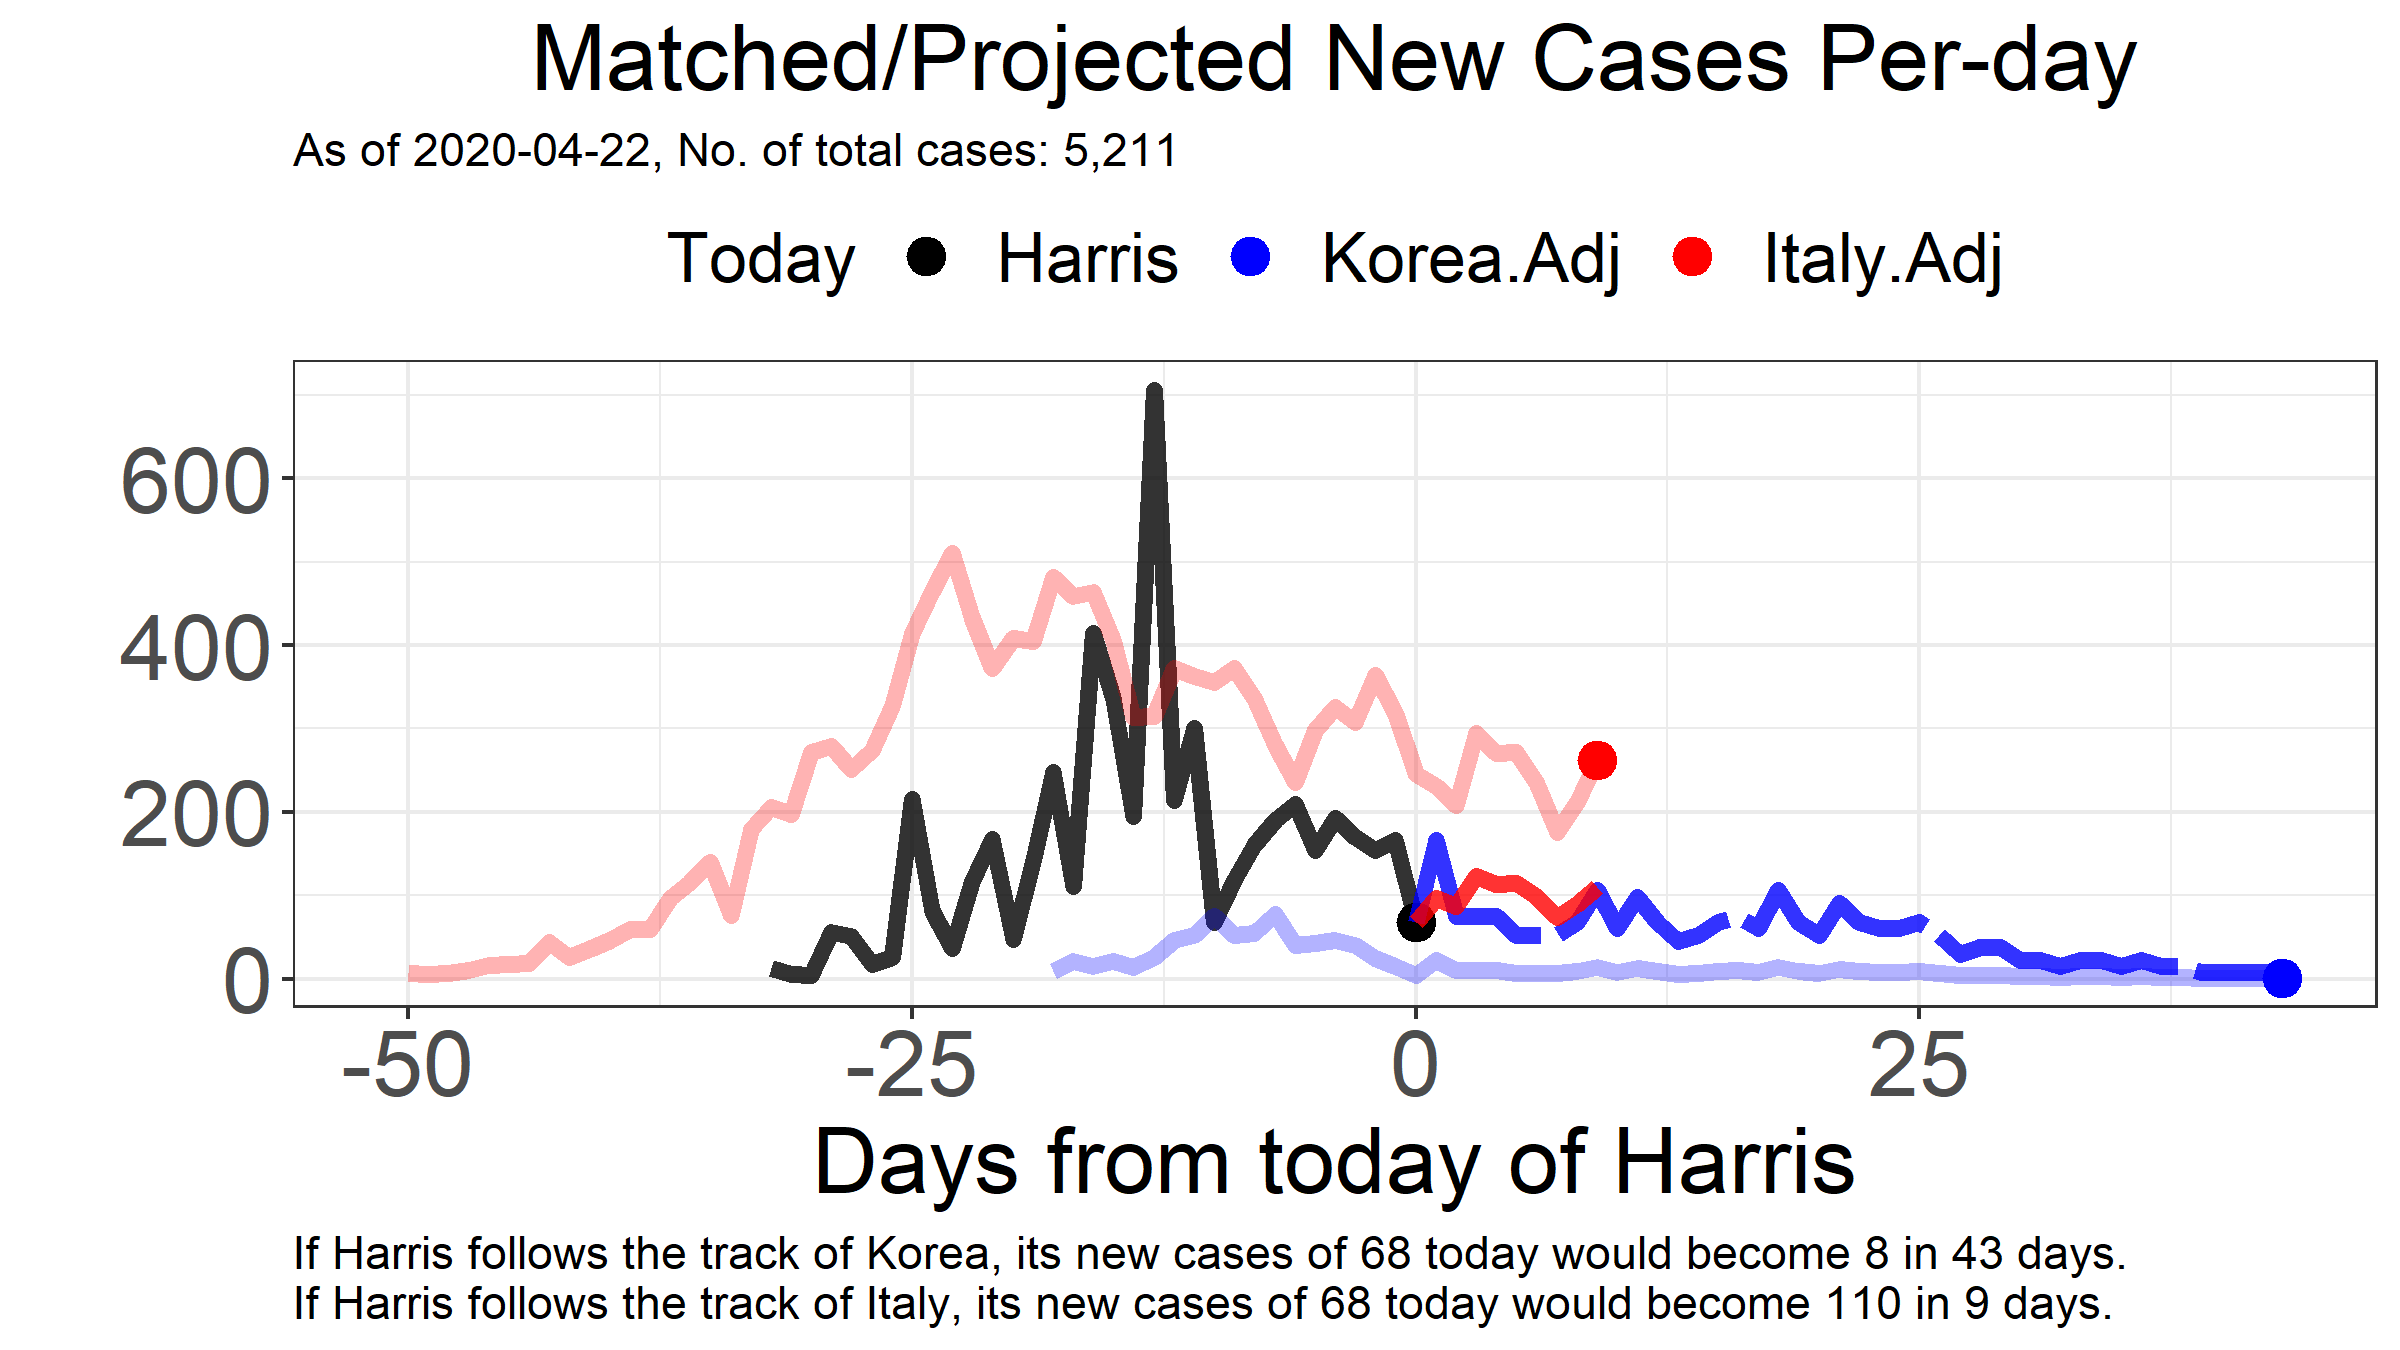 Matched/Projected New Cases Per-day
As of 2020-04-22, No. of total cases: 5,211
Today Harris Korea.Adj Italy.Adj
600
400
200
0
-50 -25 0 25
Days from today of Harris
If Harris follows the track of Korea, its new cases of 68 today would become 8 in 43 days.
If Harris follows the track of Italy, its new cases of 68 today would become 110 in 9 days.